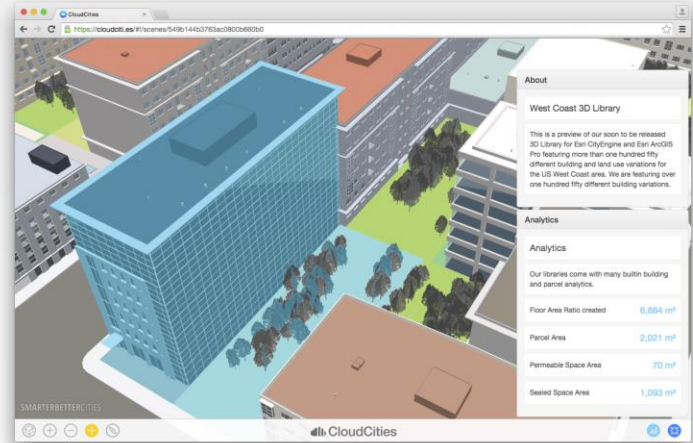 CloudCities
https://cloudciti.es/#!/scenes/549b144b3763ac0800b660b0
About
West Coast 3D Library
This is a preview of our soon to be released
3D Library for Esri CityEngine and Esri ArcGIS
Pro featuring more than one hundred fifty
different building and land use variations for
the US West Coast area. We are featuring over
one hundred fifty different building variations.
Analytics
Analytics
Our libraries come with many builtin building
and parcel analytics.
Floor Area Ratio created 6,864 m²
Parcel Area 2,021 m²
Permeable Space Area 70 m²
Sealed Space Area 1,093 m²
SMARTERBETTERCITIES
CloudCities